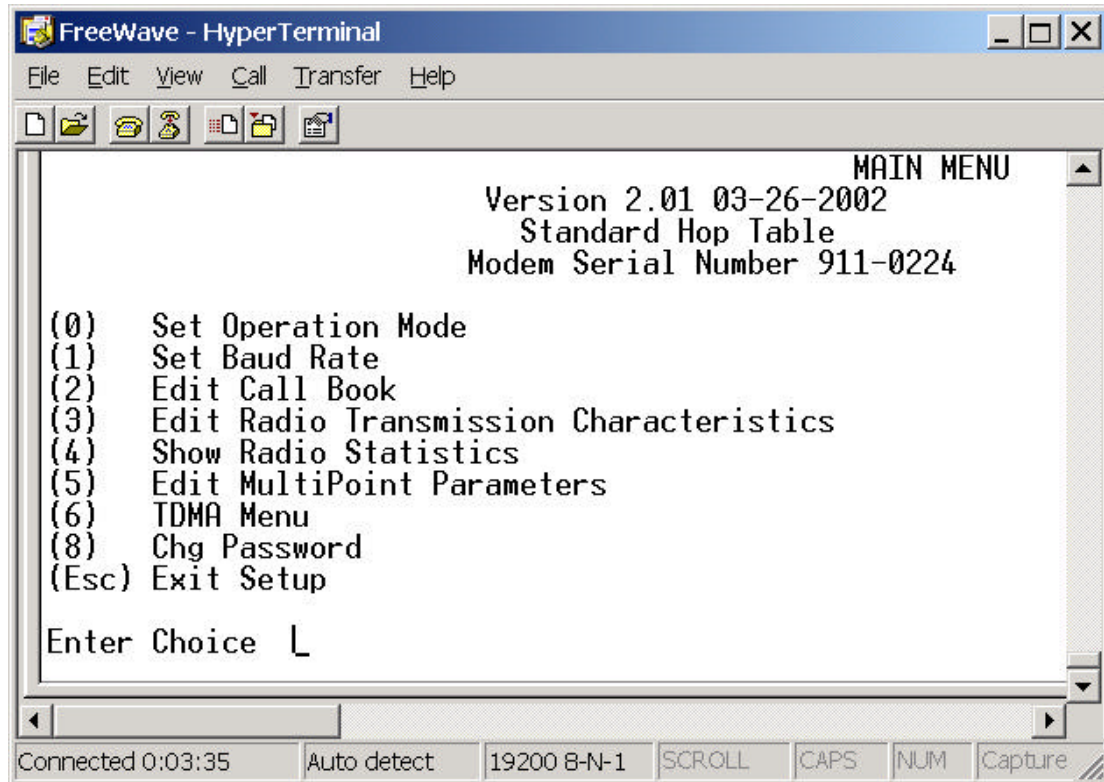 FreeWave - HyperTerminal
File Edit View Call Transfer Help
MAIN MENU
Version 2.01 03-26-2002
Standard Hop Table
Modem Serial Number 911-0224
(0) Set Operation Mode
(1) Set Baud Rate
(2) Edit Call Book
(3) Edit Radio Transmission Characteristics
(4) Show Radio Statistics
(5) Edit MultiPoint Parameters
(6) TDMA Menu
(8) Chg Password
(Esc) Exit Setup
Enter Choice
Connected 0:03:35 Auto detect 19200 8-N-1 SCROLL CAPS NUM Capture